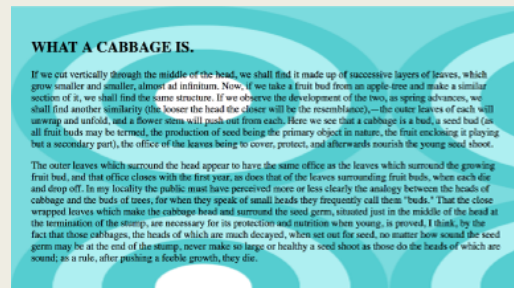 WHAT A CABBAGE IS.
If we cut vertically through the middle of the head, we shall find it made up of successive layers of leaves, which
grow smaller and smaller, almost ad infinitum. Now, if we take a fruit bud from an apple-tree and make a similar
section of it, we shall find the same structure. If we observe the development of the two, as spring advances, we
shall find another similarity (the looser the head the closer will be the resemblance),—the outer leaves of each will
unwrap and unfold, and a flower stem will push out from each. Here we see that a cabbage is a bud, a seed bud (as
all fruit buds may be termed, the production of seed being the primary object in nature, the fruit enclosing it playing
but a secondary part), the office of the leaves being to cover, protect, and afterwards nourish the young seed shoot.
The outer leaves which surround the head appear to have the same office as the leaves which surround the growing
fruit bud, and that office closes with the first year, as does that of the leaves surrounding fruit buds, when each die
and drop off. In my locality the public must have perceived more or less clearly the analogy between the heads of
cabbage and the buds of trees, for when they speak of small heads they frequently call them "buds." That the close
wrapped leaves which make the cabbage head and surround the seed germ, situated just in the middle of the head at
the termination of the stump, are necessary for its protection and nutrition when young, is proved, I think, by the
fact that those cabbages, the heads of which are much decayed, when set out for seed, no matter how sound the seed
germ may be at the end of the stump, never make so large or healthy a seed shoot as those do the heads of which are
sound; as a rule, after pushing a feeble growth, they die.